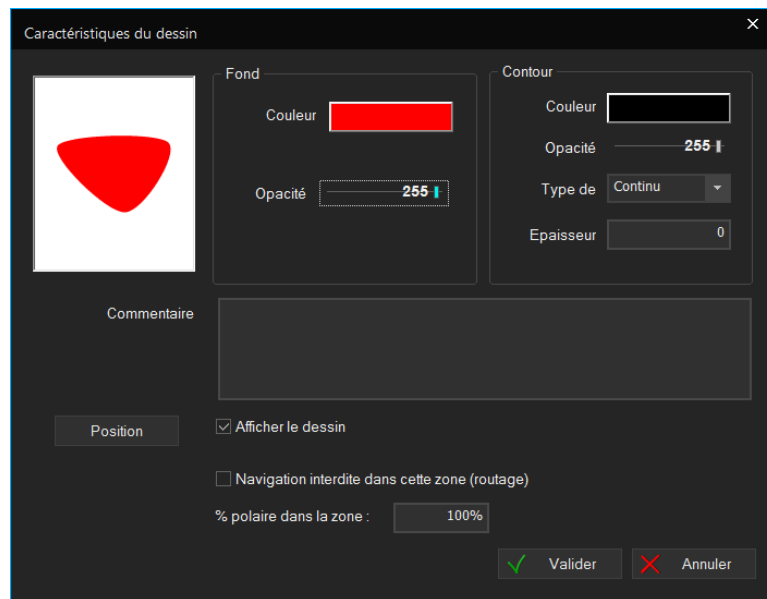 Caractéristiques du dessin
Fond
Couleur
Opacité 255
Contour
Couleur
Opacité 255
Type de Continu
Epaisseur 0
Commentaire
Position
Afficher le dessin
Navigation interdite dans cette zone (routage)
% polaire dans la zone : 100%
Valider Annuler